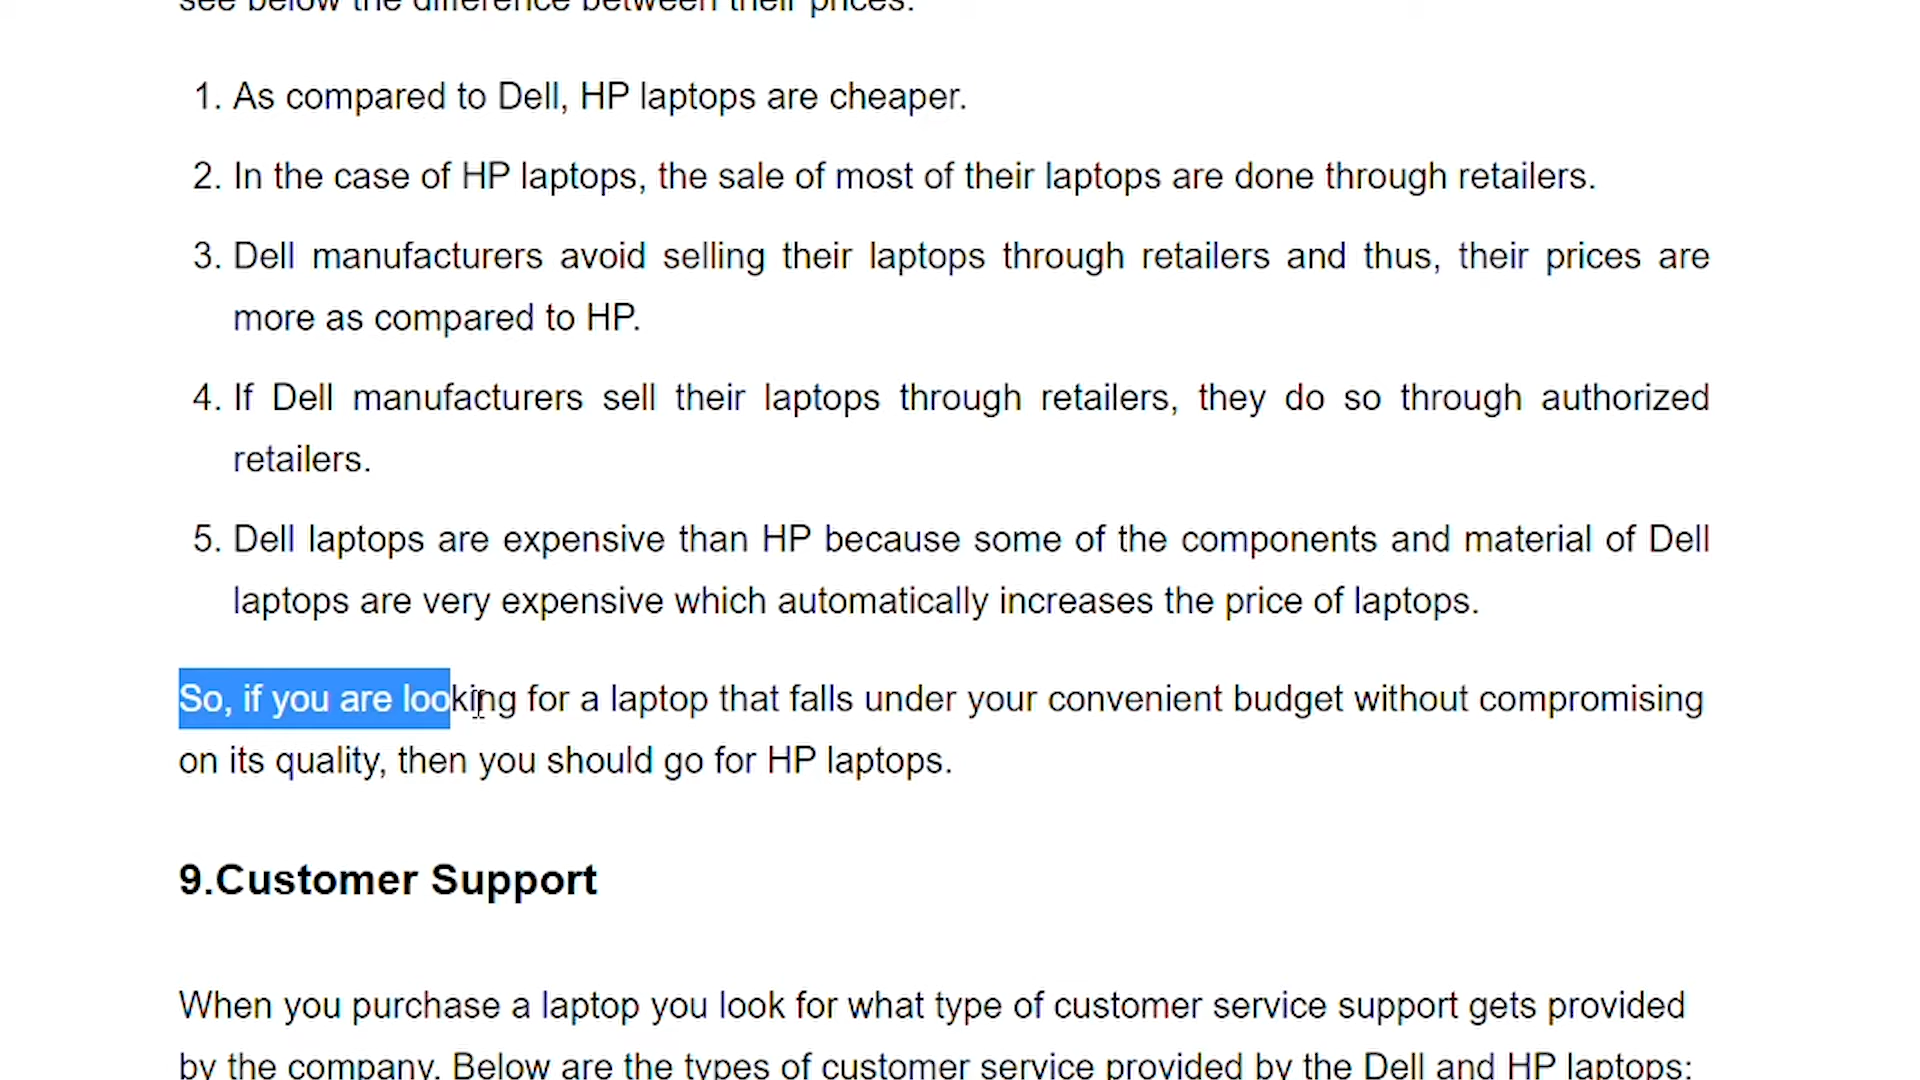 see below the difference between their prices.
1. As compared to Dell, HP laptops are cheaper.
2. In the case of HP laptops, the sale of most of their laptops are done through retailers.
3. Dell manufacturers avoid selling their laptops through retailers and thus, their prices are
more as compared to HP.
4. If Dell manufacturers sell their laptops through retailers, they do so through authorized
retailers.
5. Dell laptops are expensive than HP because some of the components and material of Dell
laptops are very expensive which automatically increases the price of laptops.
So, if you are looking for a laptop that falls under your convenient budget without compromising
on its quality, then you should go for HP laptops.
9.Customer Support
When you purchase a laptop you look for what type of customer service support gets provided
by the company. Below are the types of customer service provided by the Dell and HP laptops: